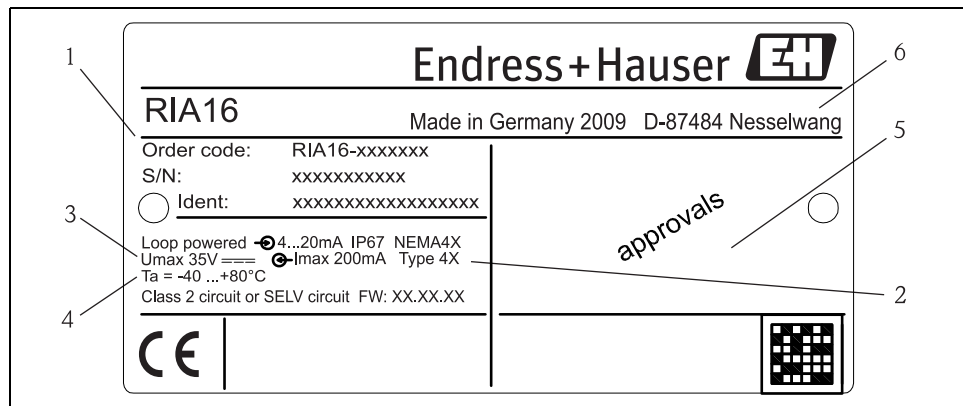 Endress+Hauser EH
RIA16
Made in Germany 2009 D-87484 Nesselwang
Order code: RIA16-xxxxxxx
S/N: xxxxxxxxxxx
Ident: xxxxxxxxxxxxxxxxxx
Loop powered 4...20mA IP67 NEMA4X
Umax 35V Imax 200mA Type 4X
Ta = -40 ...+80°C
Class 2 circuit or SELV circuit FW: XX.XX.XX
approvals
CE
1
3
4
6
5
2